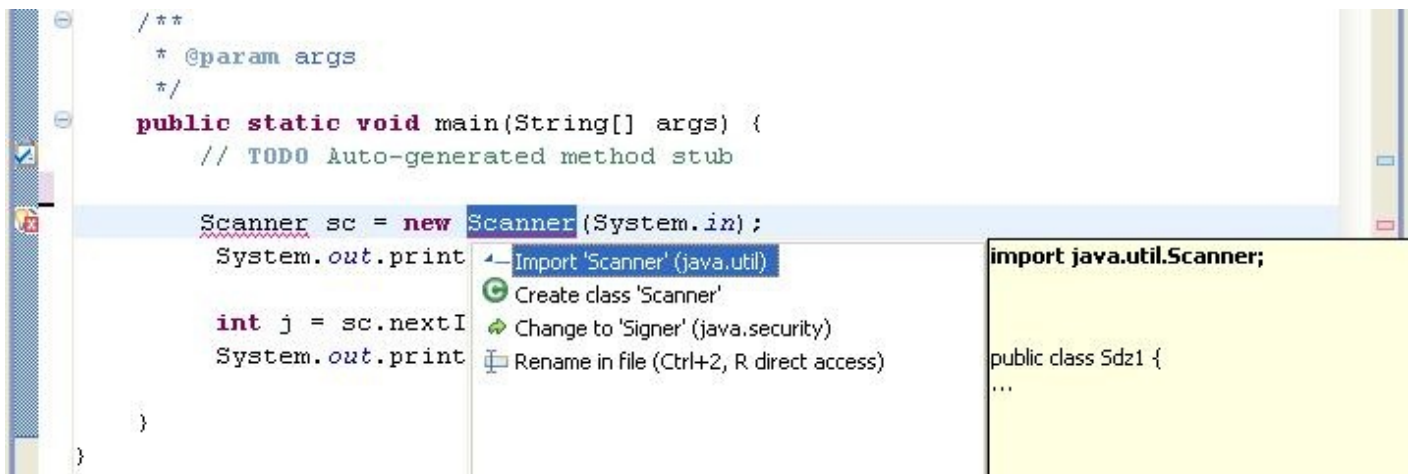 /**
* @param args
*/
public static void main(String[] args) {
// TODO Auto-generated method stub
Scanner sc = new Scanner(System.in);
System.out.print
int j = sc.nextI
System.out.print
}
}
Import 'Scanner' (java.util)
Create class 'Scanner'
Change to 'Signer' (java.security)
Rename in file (Ctrl+2, R direct access)
import java.util.Scanner;
public class Sdz1 {
...